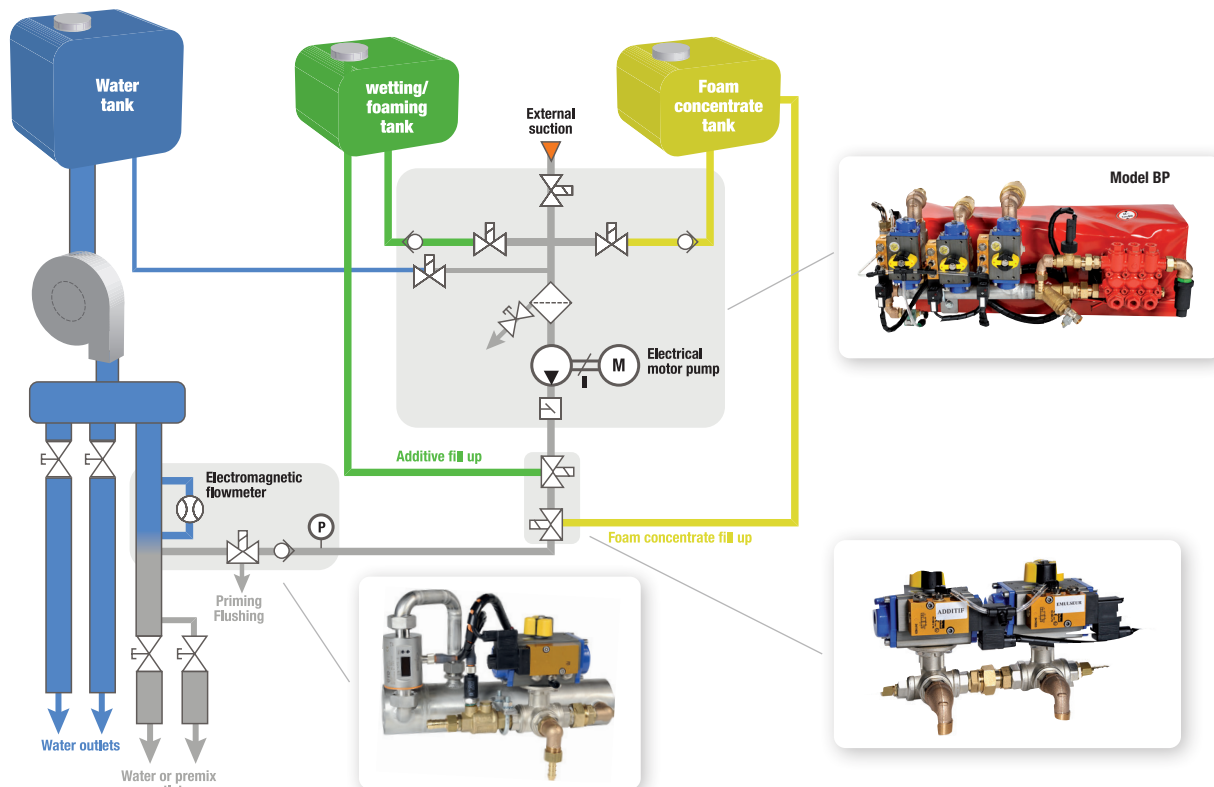 Water
tank
wetting/
foaming
tank
Foam
concentrate
tank
External
suction
Model BP
M
Electrical
motor pump
Additive fill up
Electromagnetic
flowmeter
P
Foam concentrate fill up
Priming
Flushing
ADDITIF
EMULSEUR
Water outlets
Water or premix